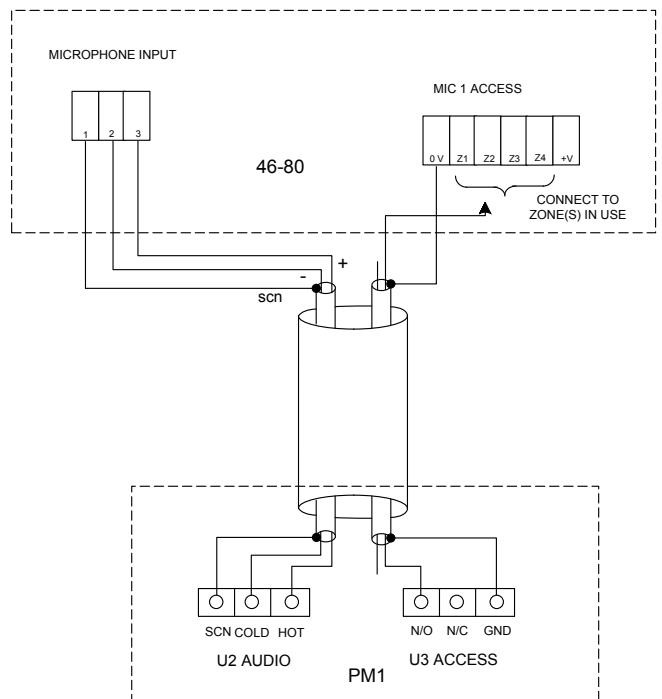 MICROPHONE INPUT
1 2 3
46-80
MIC 1 ACCESS
0 V Z1 Z2 Z3 Z4 +V
CONNECT TO
ZONE(S) IN USE
+
-
scn
SCN COLD HOT
U2 AUDIO
N/O N/C GND
U3 ACCESS
PM1